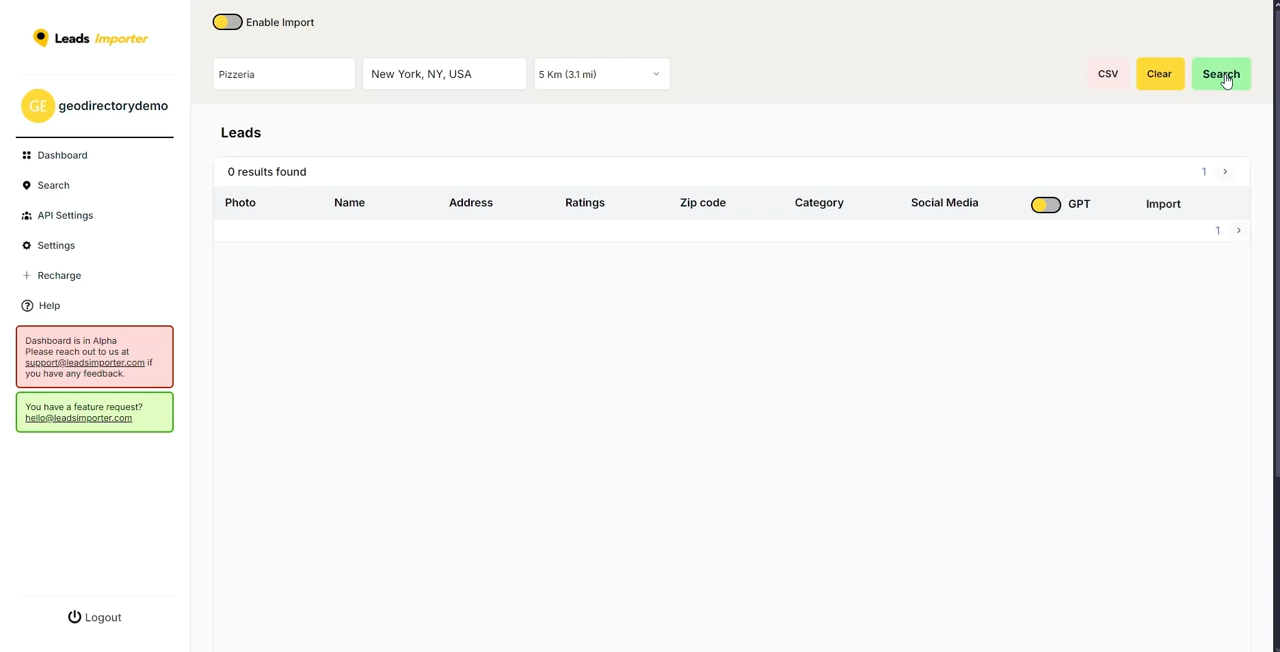 Leads Importer
GE geodirectorydemo
Dashboard
Search
API Settings
Settings
Recharge
Help
Dashboard is in Alpha
Please reach out to us at
support@leadsimporter.com if
you have any feedback.
You have a feature request?
hello@leadsimporter.com
Logout
Enable Import
Pizzeria New York, NY, USA 5 Km (3.1 mi) CSV Clear Search
Leads
0 results found 1
Photo Name Address Ratings Zip code Category Social Media GPT Import
1